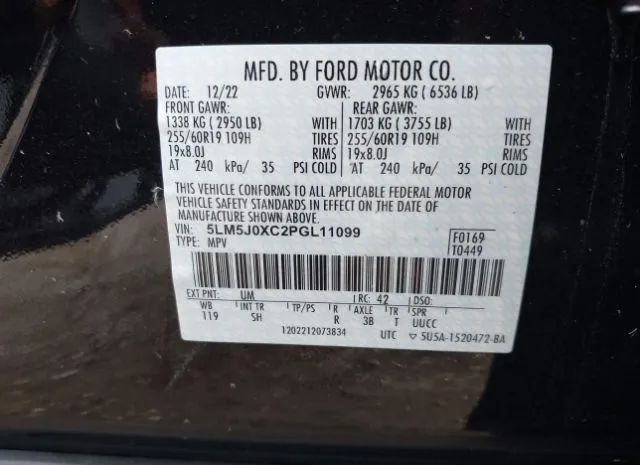 MFD. BY FORD MOTOR CO.
DATE: 12/22 GVWR: 2965 KG ( 6536 LB)
FRONT GAWR: REAR GAWR:
1338 KG ( 2950 LB) WITH 1703 KG ( 3755 LB) WITH
255/60R19 109H TIRES 255/60R19 109H TIRES
19x8.0J RIMS 19x8.0J RIMS
AT 240 kPa/ 35 PSI COLD AT 240 kPa/ 35 PSI COLD
THIS VEHICLE CONFORMS TO ALL APPLICABLE FEDERAL MOTOR
VEHICLE SAFETY STANDARDS IN EFFECT ON THE DATE OF
MANUFACTURE SHOWN ABOVE.
VIN: 5LM5J0XC2PGL11099 F0169
TYPE: MPV T0449
EXT PNT: UM RC: 42 DSO:
WB INT TR TP/PS R AXLE TR SPR
119 SH R 3B T UUCC
1202212073834 UTC ▽ 5U5A-1520472-BA